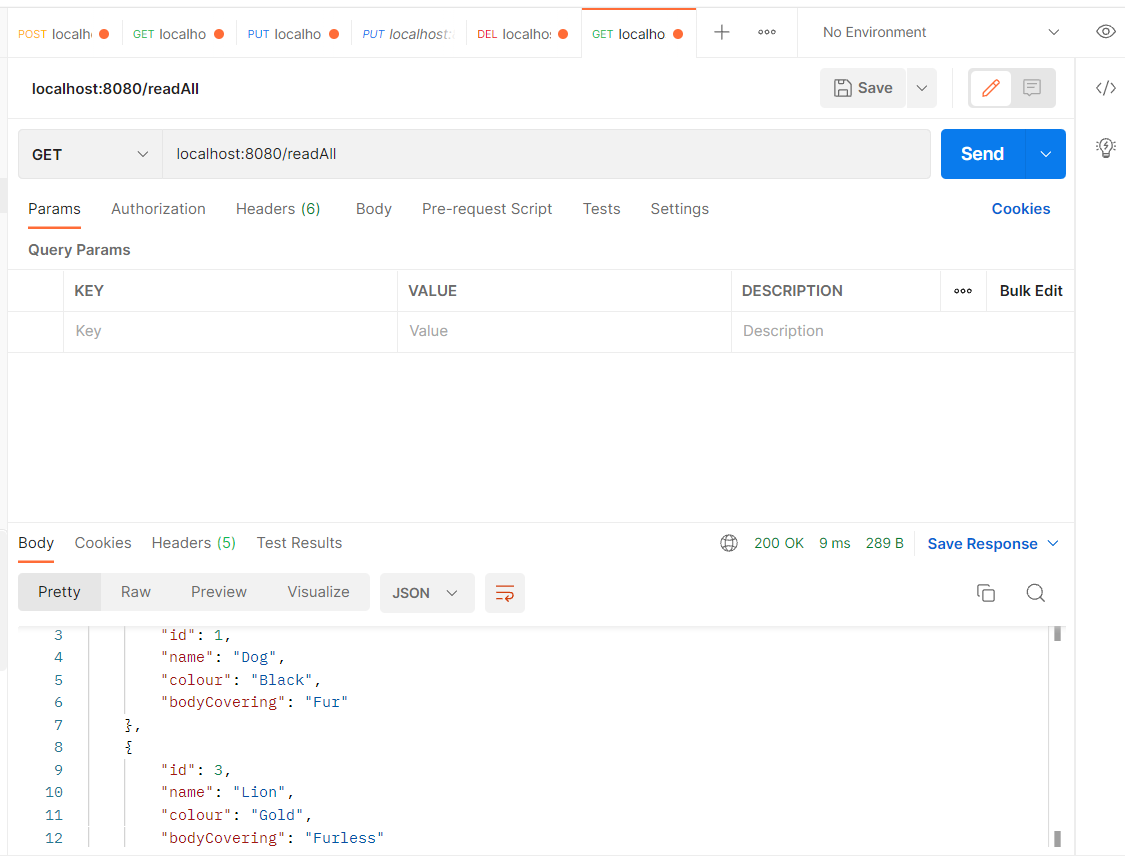 POST localh GET localho PUT localho PUT localhost: DEL localhos GET localho No Environment
localhost:8080/readAll Save
GET localhost:8080/readAll Send
Params Authorization Headers (6) Body Pre-request Script Tests Settings Cookies
Query Params
KEY VALUE DESCRIPTION Bulk Edit
Key Value Description
Body Cookies Headers (5) Test Results 200 OK 9 ms 289 B Save Response
Pretty Raw Preview Visualize JSON
3 "id": 1,
4 "name": "Dog",
5 "colour": "Black",
6 "bodyCovering": "Fur"
7 },
8 {
9 "id": 3,
10 "name": "Lion",
11 "colour": "Gold",
12 "bodyCovering": "Furless"